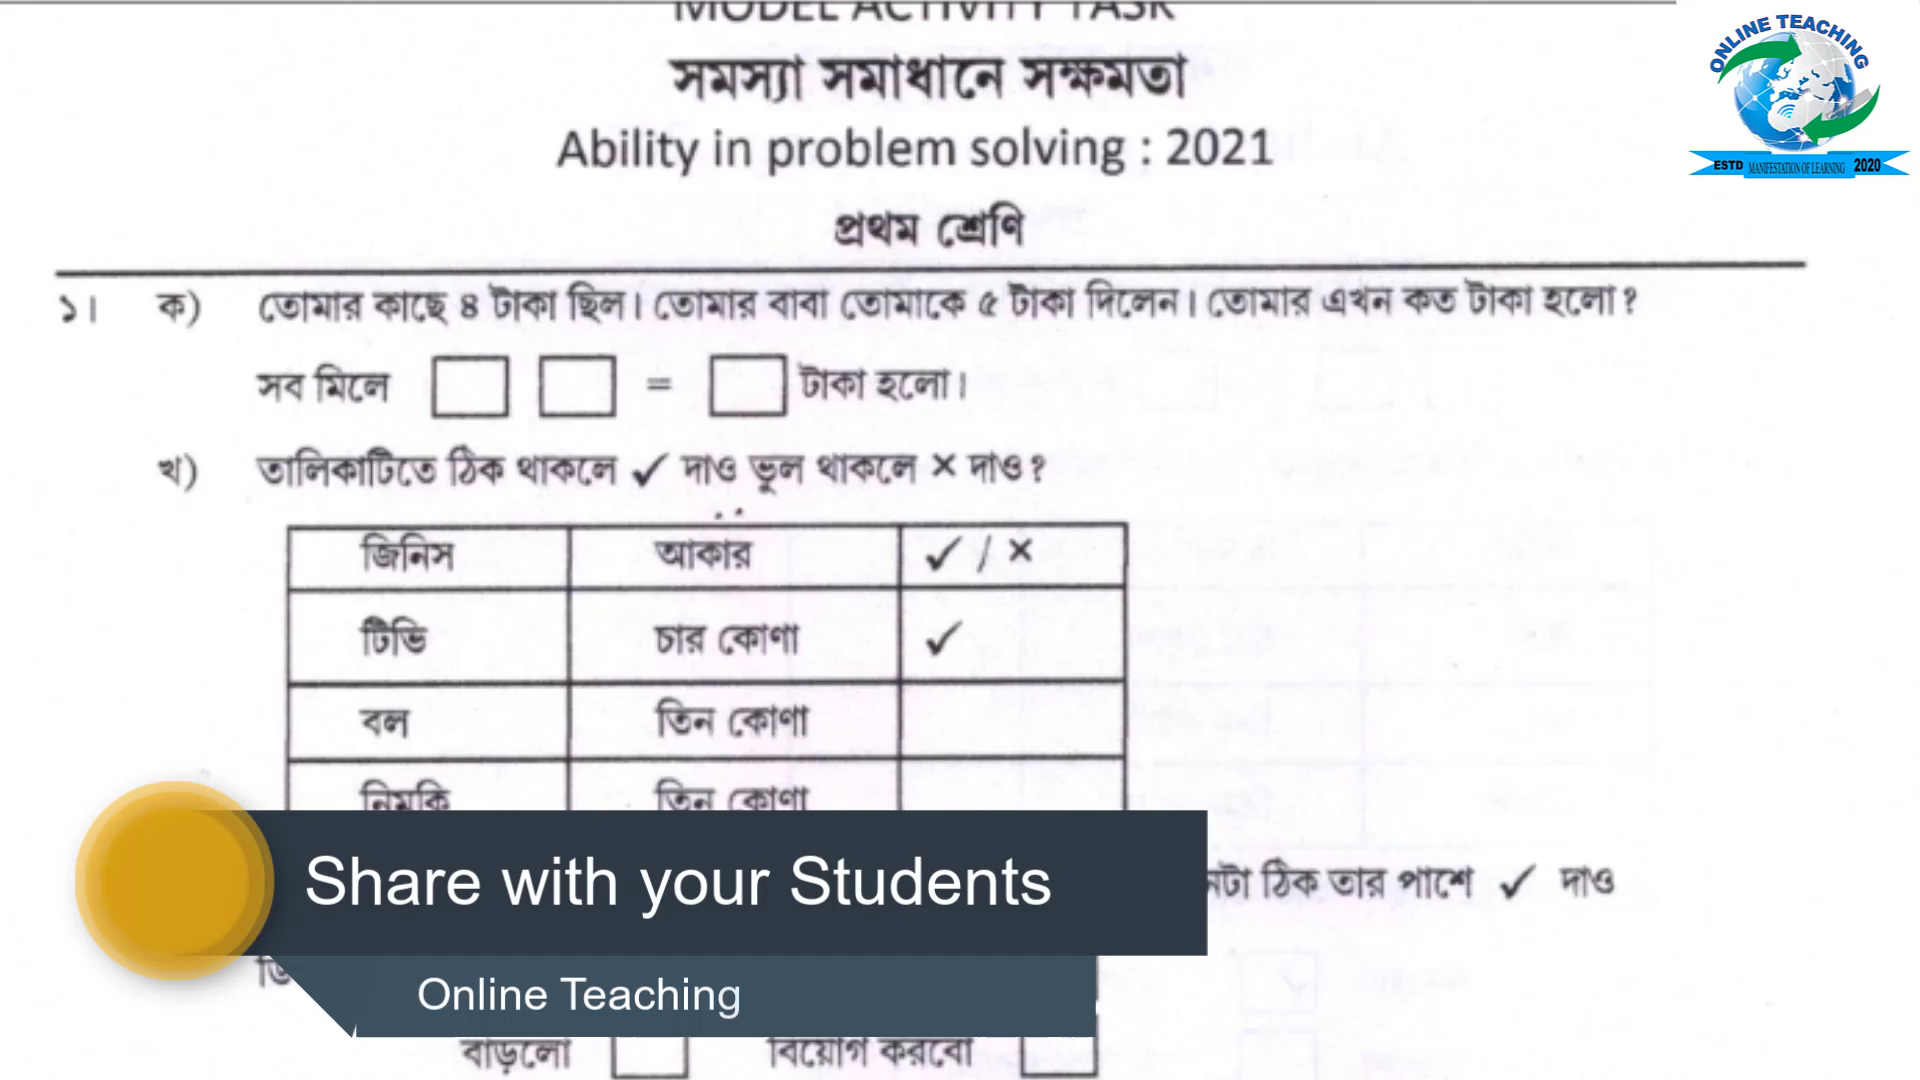 MODEL ACTIVITY TASK
সমস্যা সমাধানে সক্ষমতা
Ability in problem solving : 2021
প্রথম শ্রেণি
ONLINE TEACHING
ESTD MANIFESTATION OF LEARNING 2020
১। ক) তোমার কাছে ৪ টাকা ছিল। তোমার বাবা তোমাকে ৫ টাকা দিলেন। তোমার এখন কত টাকা হলো?
সব মিলে = টাকা হলো।
খ) তালিকাটিতে ঠিক থাকলে ✓ দাও ভুল থাকলে × দাও?
জিনিস আকার ✓ / ×
টিভি চার কোণা ✓
বল তিন কোণা
নিমকি তিন কোণা
ঠিক তার পাশে ✓ দাও
Share with your Students
Online Teaching
বাড়লো বিয়োগ করবো